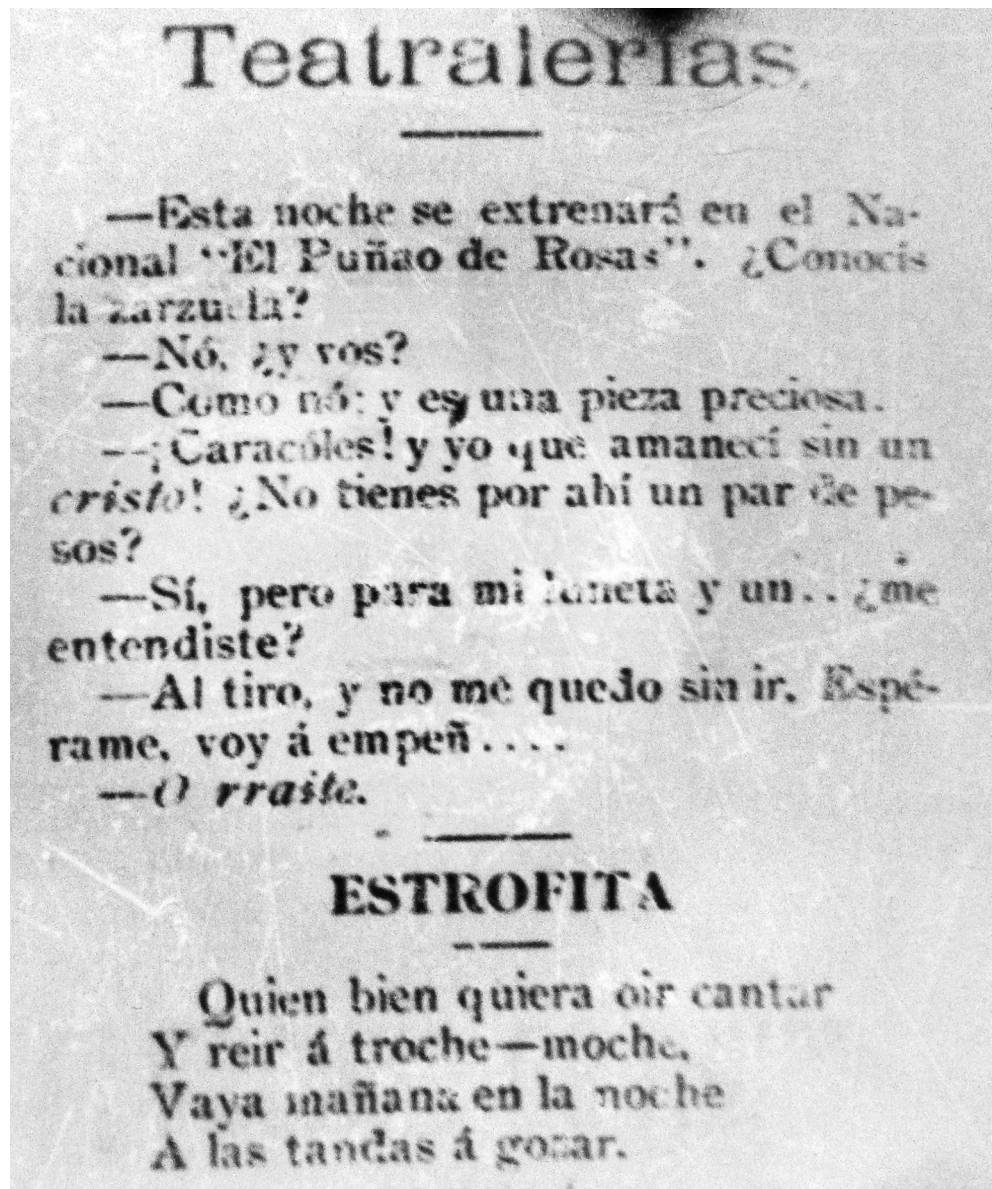 Teatralerías
—Esta noche se extrenará en el Na-
cional “El Puñao de Rosas”. ¿Conocís
la zarzuela?
—Nó, ¿y vos?
—Como nó; y es una pieza preciosa.
—¡Caracóles! y yo que amanecí sin un
cristo! ¿No tienes por ahí un par de pe-
sos?
—Sí, pero para mi luneta y un.. ¿me
entendiste?
—Al tiro, y no me quedo sin ir. Espé-
rame, voy á empeñ....
—O rraite.
ESTROFITA
Quien bien quiera oir cantar
Y reir á troche—moche,
Vaya mañana en la noche
A las tandas á gozar.